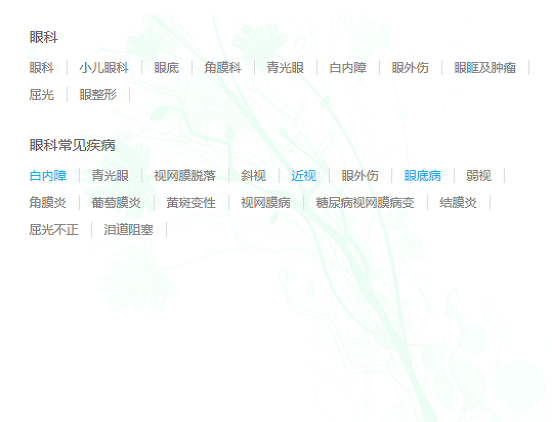 眼科
眼科 | 小儿眼科 | 眼底 | 角膜科 | 青光眼 | 白内障 | 眼外伤 | 眼眶及肿瘤 |
屈光 | 眼整形 |
眼科常见疾病
白内障 | 青光眼 | 视网膜脱落 | 斜视 | 近视 | 眼外伤 | 眼底病 | 弱视 |
角膜炎 | 葡萄膜炎 | 黄斑变性 | 视网膜病 | 糖尿病视网膜病变 | 结膜炎 |
屈光不正 | 泪道阻塞 |